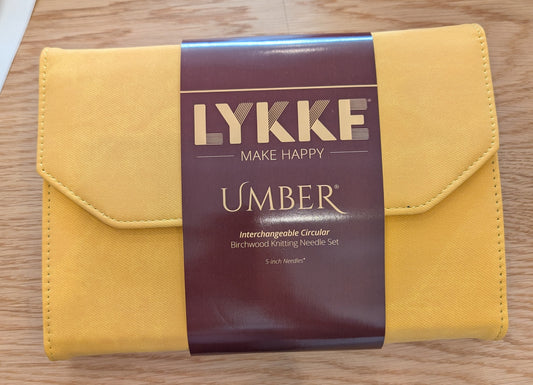 LYKKE®
MAKE HAPPY
UMBER®
Interchangeable Circular
Birchwood Knitting Needle Set
5 inch Needles*